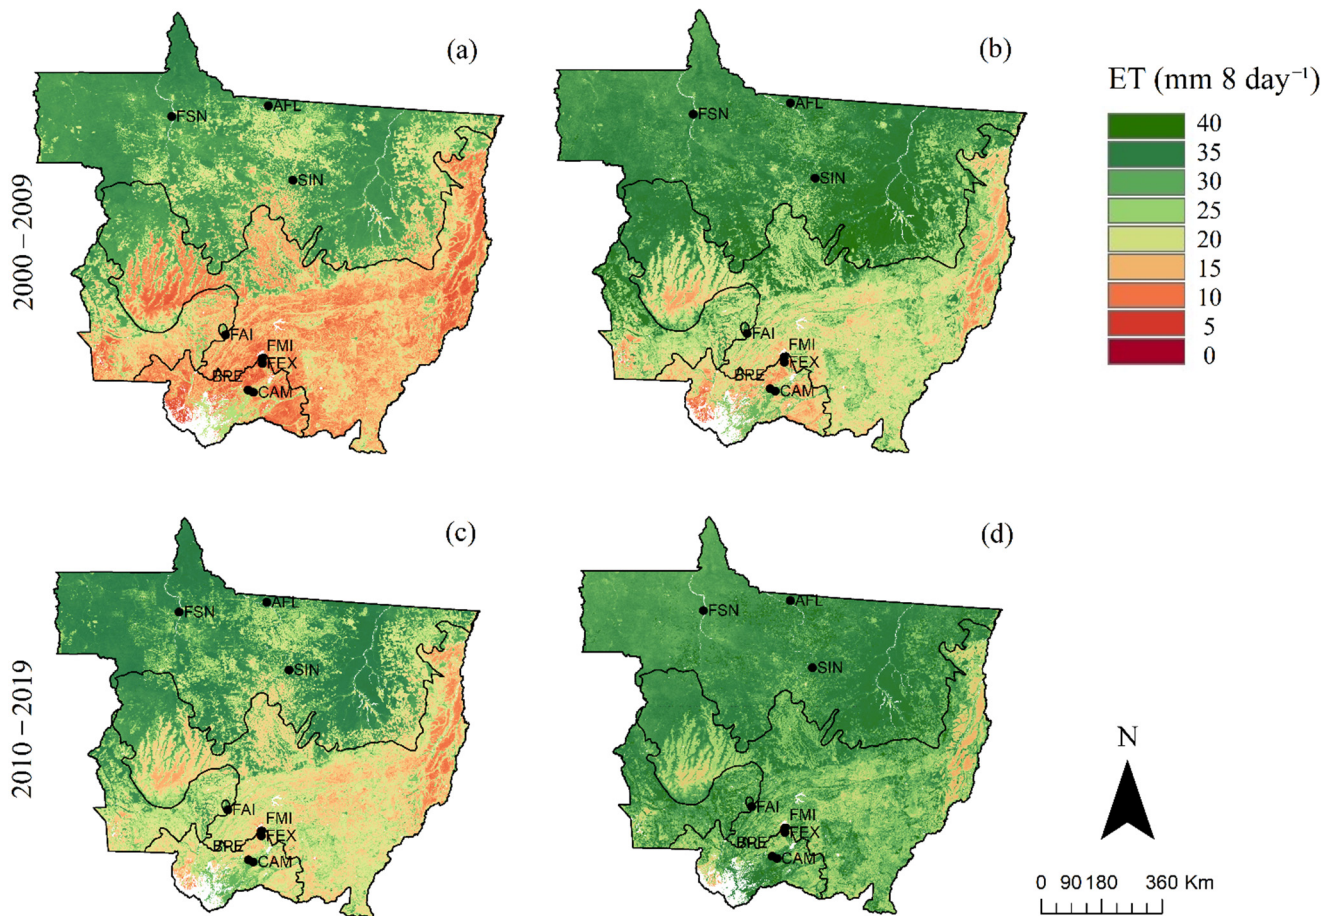 (a)
FSN
AFL
SIN
FAI
FMI
FEX
BRE
CAM
2000 – 2009
(b)
FSN
AFL
SIN
FAI
FMI
FEX
BRE
CAM
ET (mm 8 day⁻¹)
40
35
30
25
20
15
10
5
0
(c)
FSN
AFL
SIN
FAI
FMI
FEX
BRE
CAM
2010 – 2019
(d)
FSN
AFL
SIN
FAI
FMI
FEX
BRE
CAM
N
0 90 180 360 Km